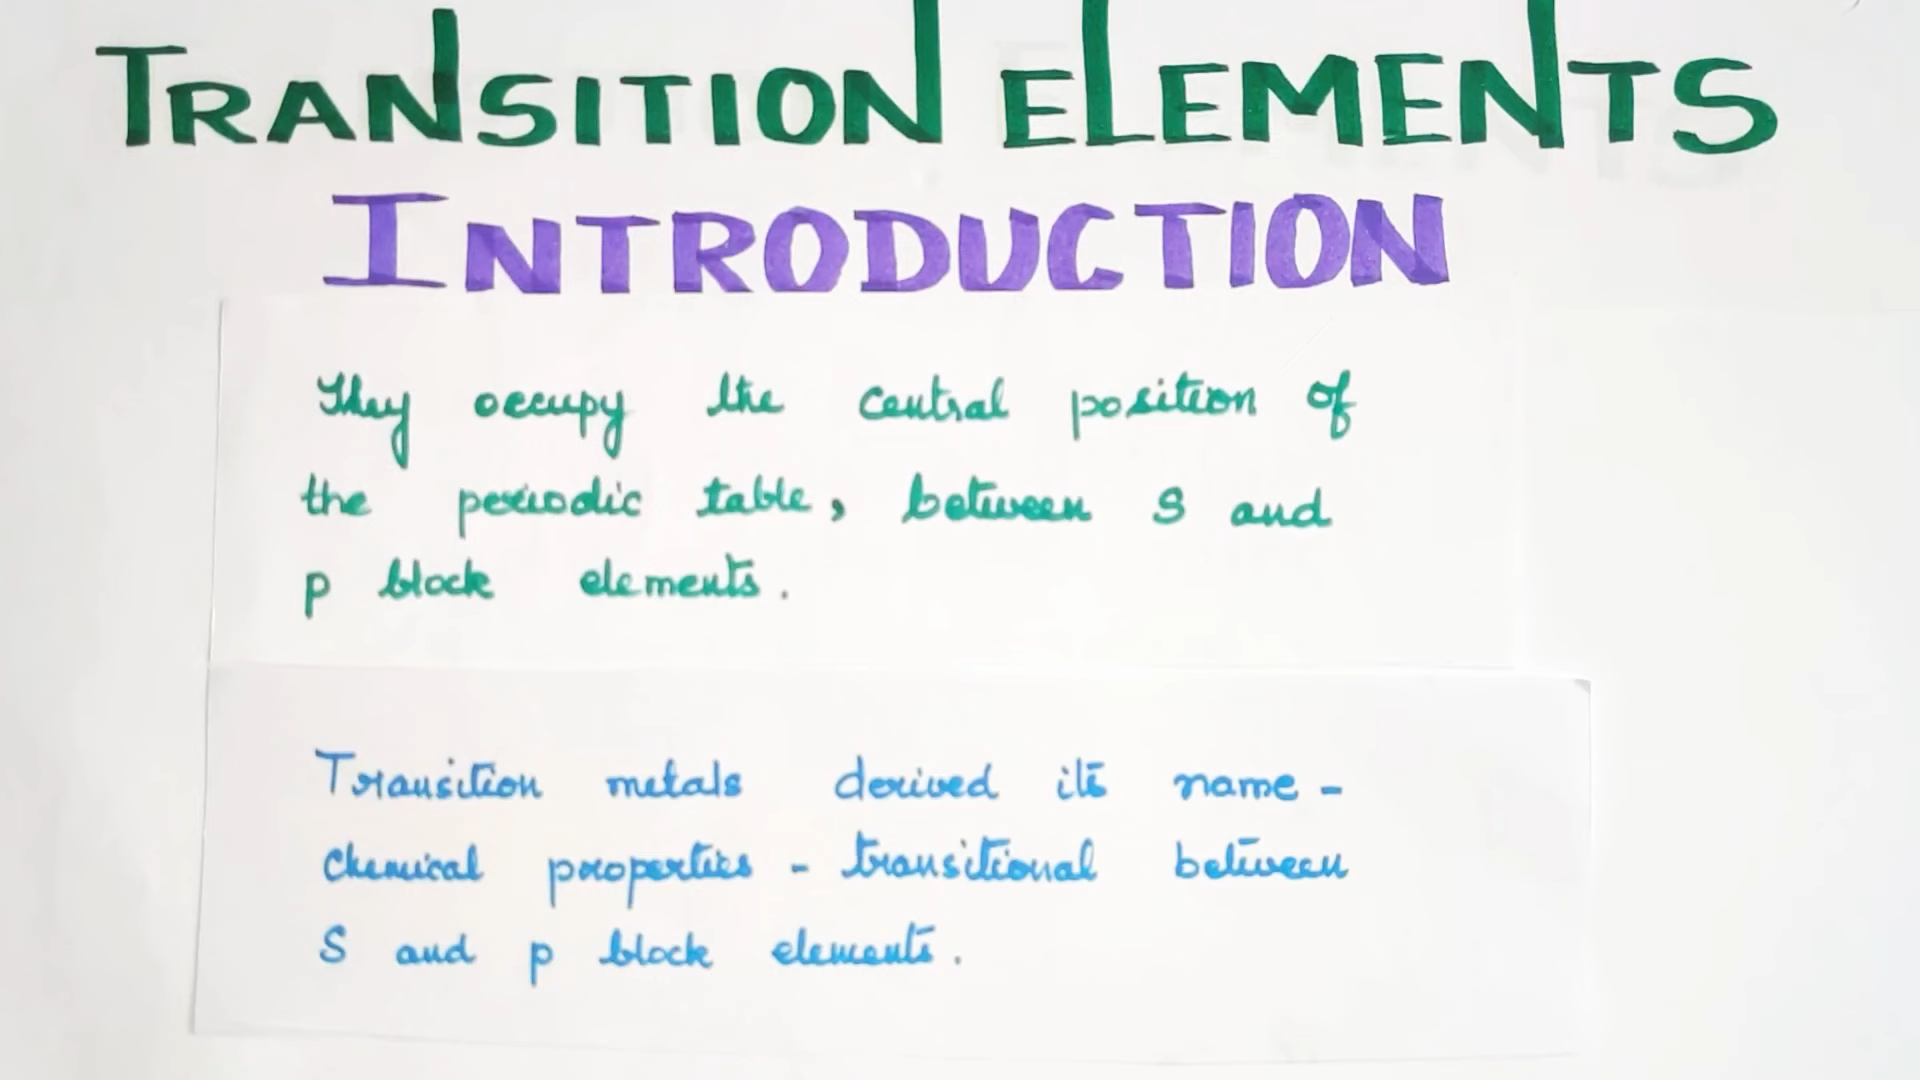 TRANSITION ELEMENTS
INTRODUCTION
They occupy the central position of
the periodic table, between S and
p block elements.
Transition metals derived its name -
chemical properties - transitional between
S and p block elements.